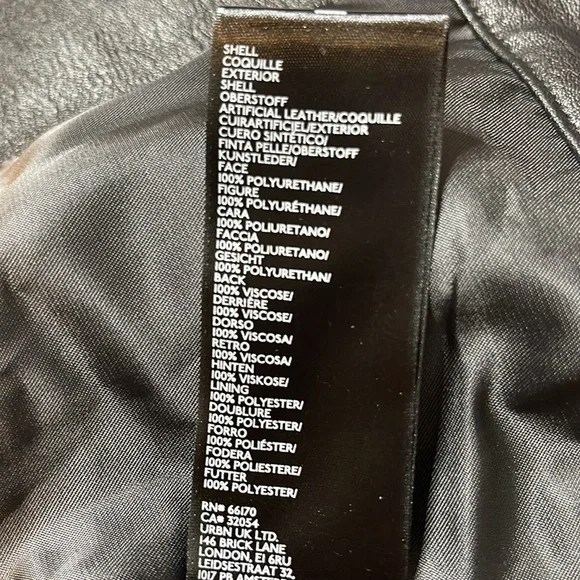 SHELL
COQUILLE
EXTERIOR
SHELL
OBERSTOFF
ARTIFICIAL LEATHER/COQUILLE
CUIRARTIFICIEL/EXTERIOR
CUERO SINTÉTICO/
FINTA PELLE/OBERSTOFF
KUNSTLEDER/
FACE
100% POLYURETHANE/
FIGURE
100% POLYURÉTHANE/
CARA
100% POLIURETANO/
FACCIA
100% POLIURETANO/
GESICHT
100% POLYURETHAN/
BACK
100% VISCOSE/
DERRIÈRE
100% VISCOSE/
DORSO
100% VISCOSA/
RETRO
100% VISCOSA/
HINTEN
100% VISKOSE/
LINING
100% POLYESTER/
DOUBLURE
100% POLYESTER/
FORRO
100% POLIÉSTER/
FODERA
100% POLIESTERE/
FUTTER
100% POLYESTER/
RN# 66170
CA# 32054
URBN UK LTD.
146 BRICK LANE
LONDON, E1 6RU
LEIDSESTRAAT 32,
1017 PB